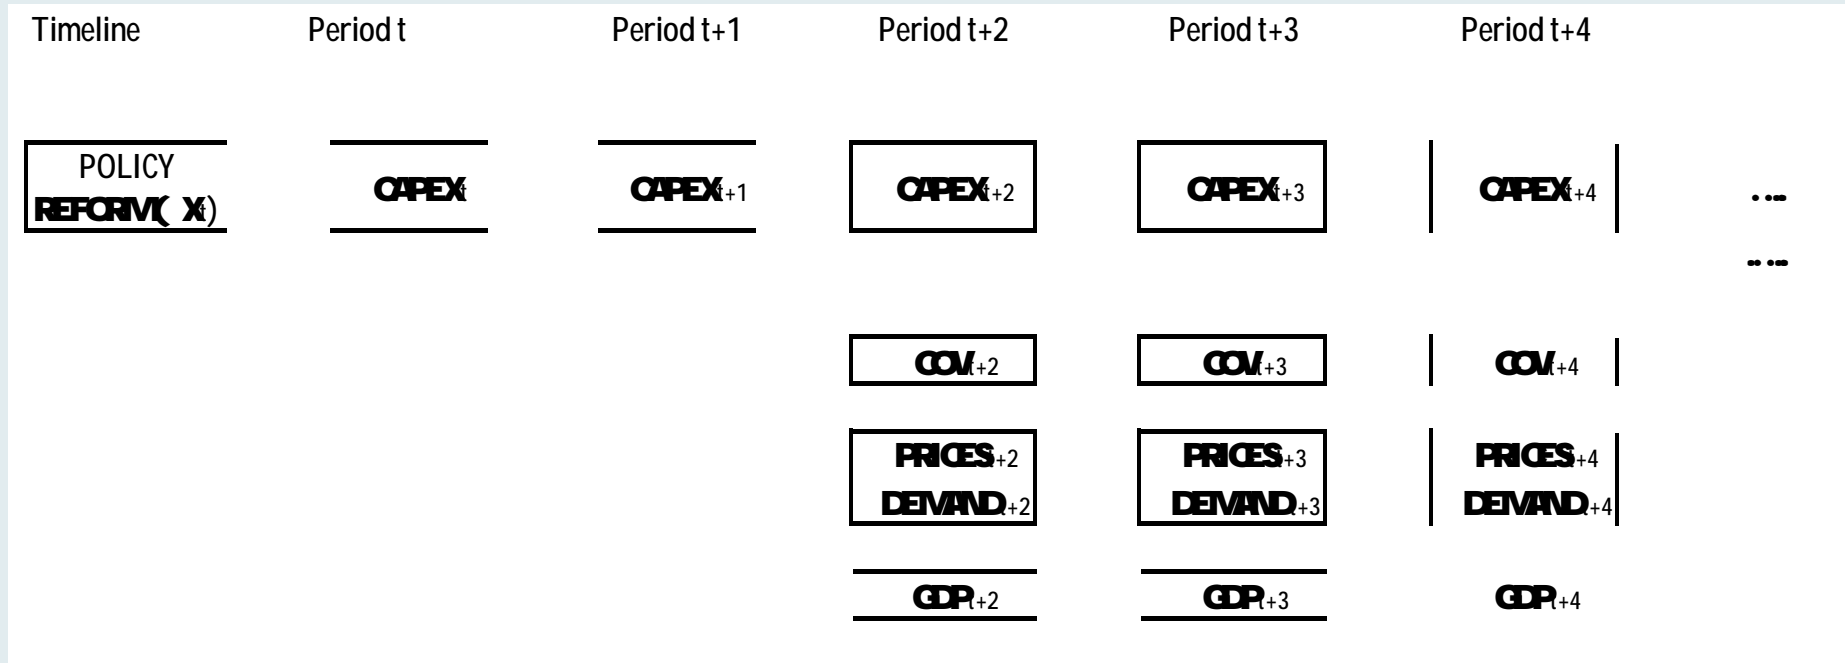 Timeline Period t Period t+1 Period t+2 Period t+3 Period t+4
POLICY
REFORM ( Xt) CAPEXt CAPEXt+1 CAPEXt+2 CAPEXt+3 CAPEXt+4 ....
.....
COVt+2 COVt+3 COVt+4
PRICESt+2 PRICESt+3 PRICESt+4
DEMANDt+2 DEMANDt+3 DEMANDt+4
GDPt+2 GDPt+3 GDPt+4